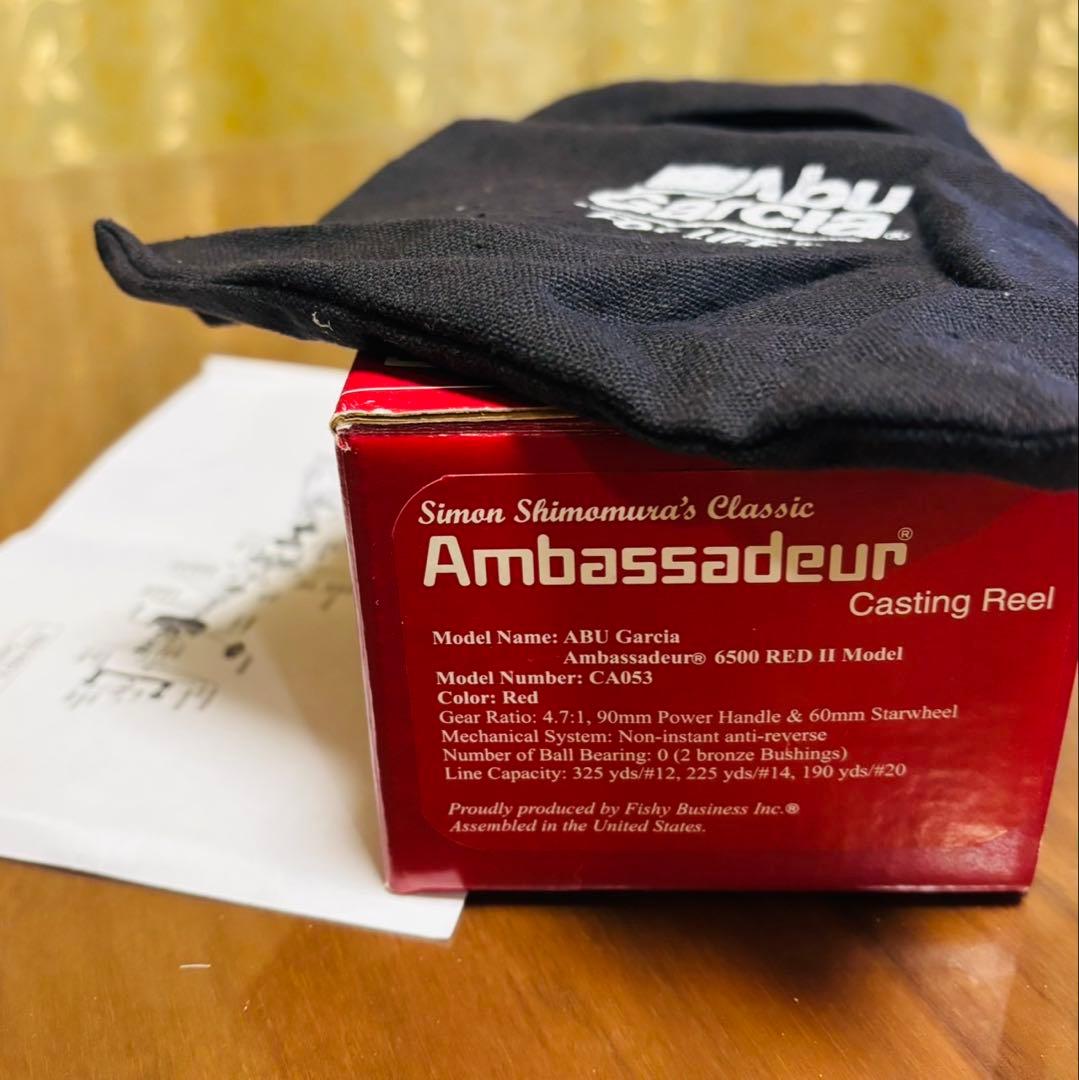 Abu
Garcia®
Simon Shimomura's Classic
Ambassadeur®
Casting Reel
Model Name: ABU Garcia
Ambassadeur® 6500 RED II Model
Model Number: CA053
Color: Red
Gear Ratio: 4.7:1, 90mm Power Handle & 60mm Starwheel
Mechanical System: Non-instant anti-reverse
Number of Ball Bearing: 0 (2 bronze Bushings)
Line Capacity: 325 yds/#12, 225 yds/#14, 190 yds/#20
Proudly produced by Fishy Business Inc.®
Assembled in the United States.